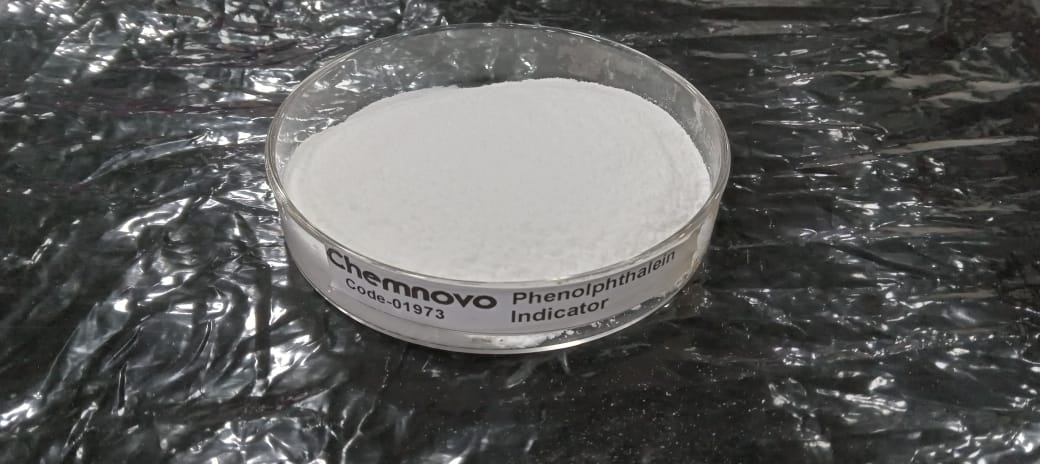 Chemnovo
Code-01973
Phenolphthalein
Indicator